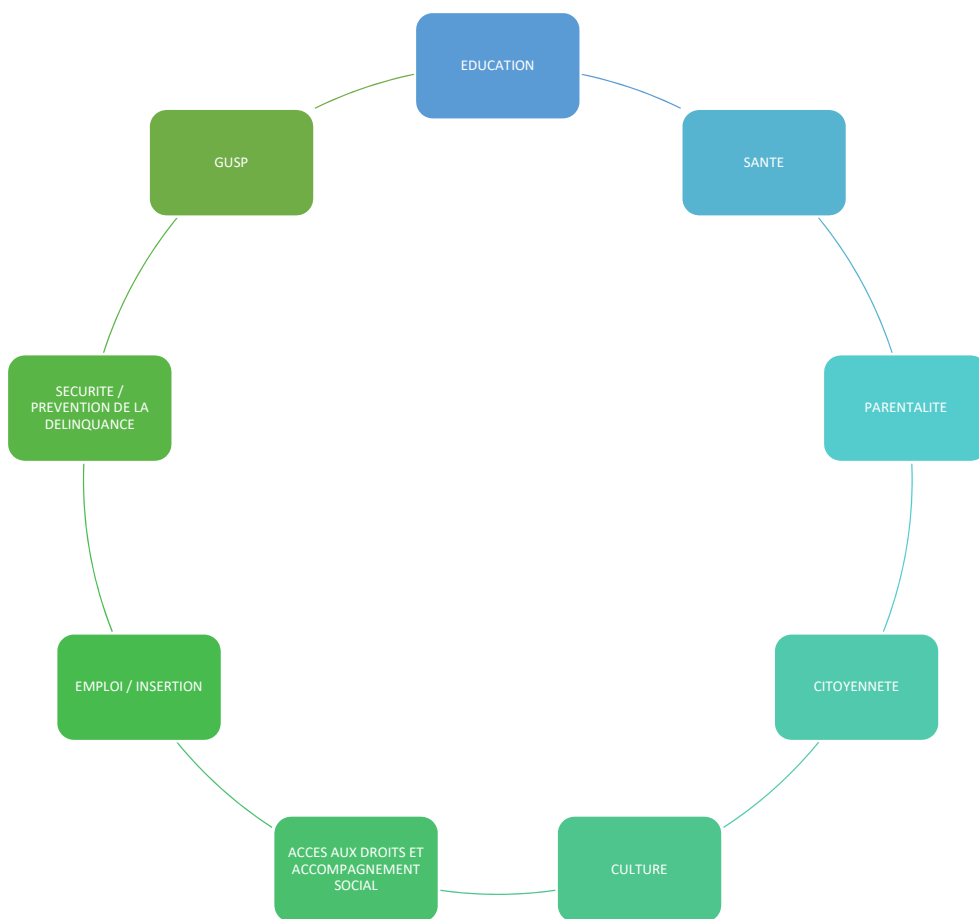 EDUCATION
SANTE
PARENTALITE
CITOYENNETE
CULTURE
ACCES AUX DROITS ET
ACCOMPAGNEMENT
SOCIAL
EMPLOI / INSERTION
SECURITE /
PREVENTION DE LA
DELINQUANCE
GUSP